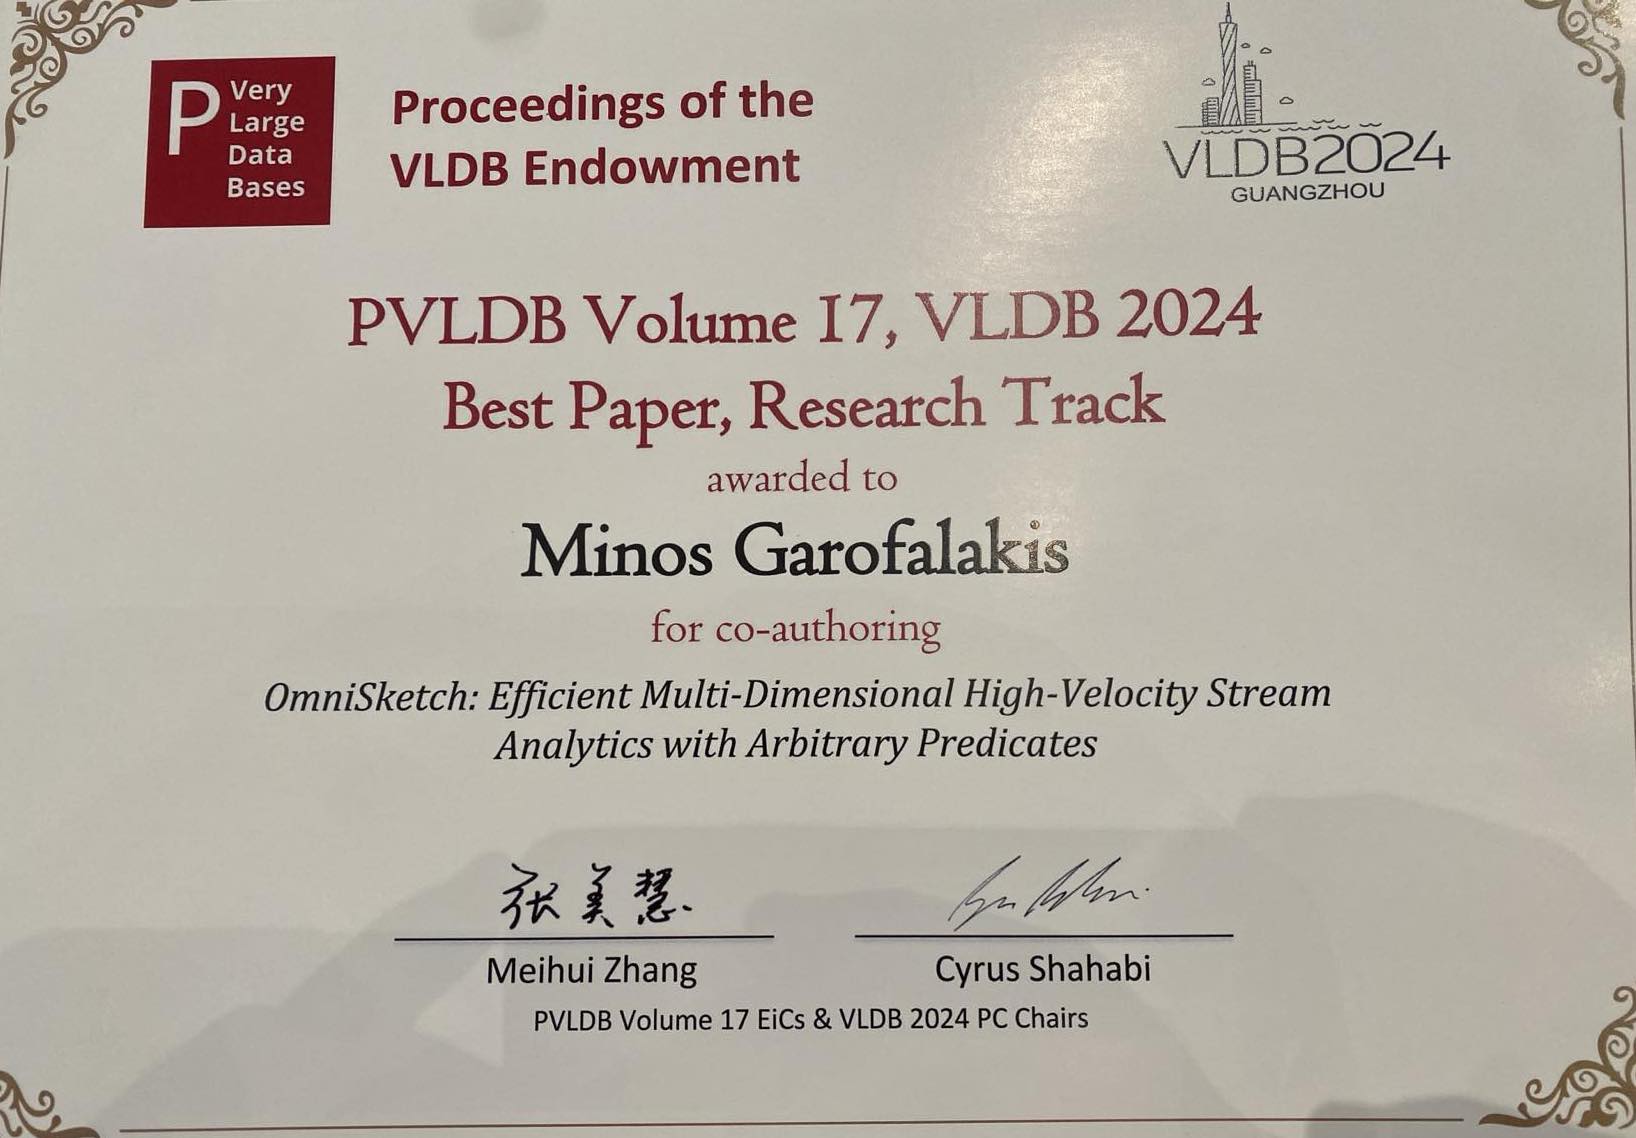 P Very
Large
Data
Bases
Proceedings of the
VLDB Endowment
VLDB2024
GUANGZHOU
PVLDB Volume 17, VLDB 2024
Best Paper, Research Track
awarded to
Minos Garofalakis
for co-authoring
OmniSketch: Efficient Multi-Dimensional High-Velocity Stream
Analytics with Arbitrary Predicates
张美慧
Meihui Zhang
Cyrus Shahabi
PVLDB Volume 17 EiCs & VLDB 2024 PC Chairs